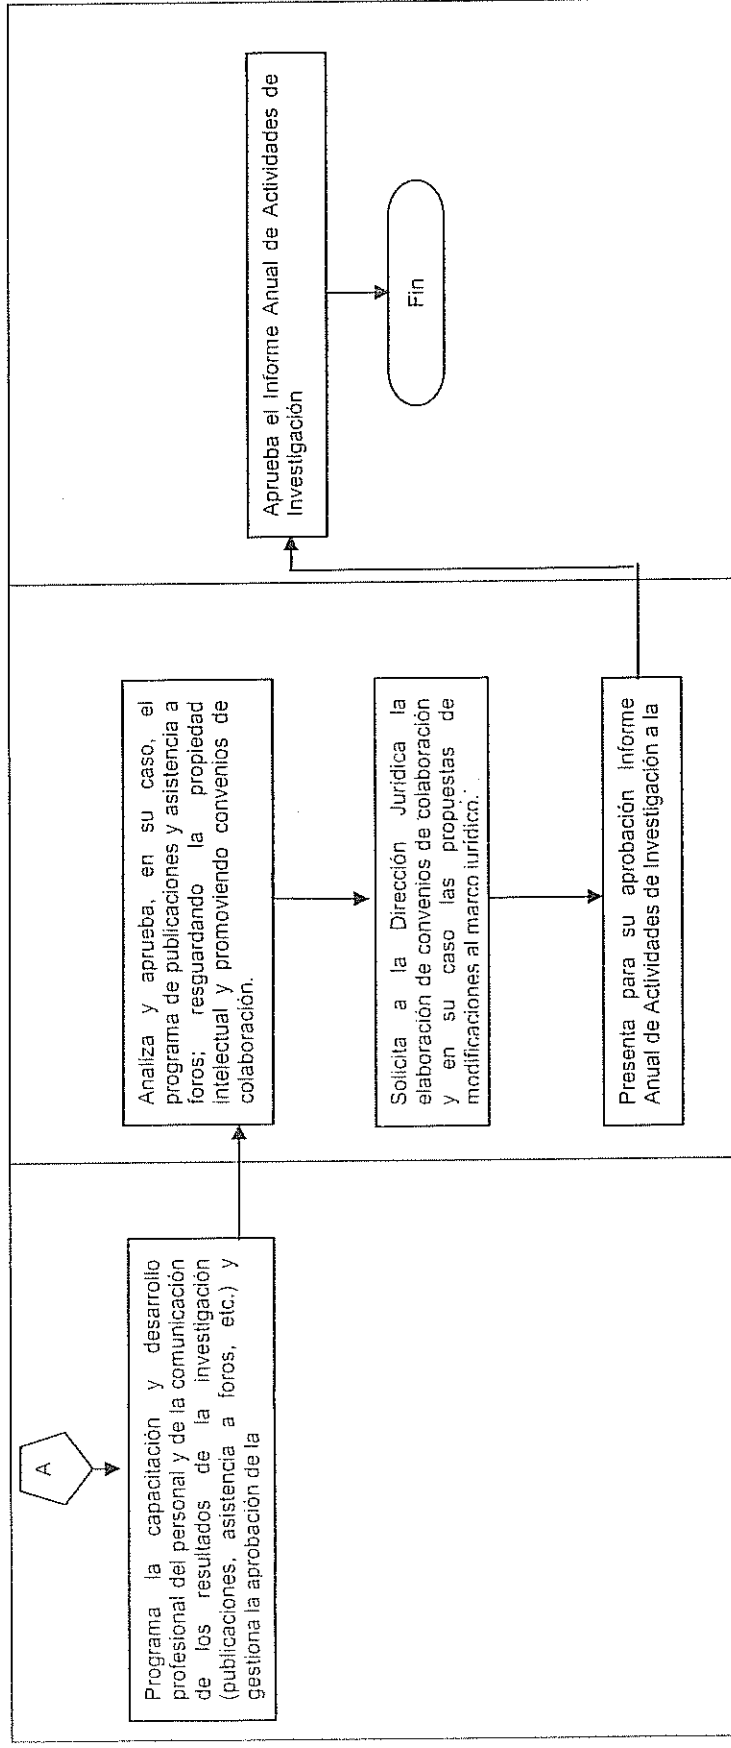 A
Programa la capacitación y desarrollo
profesional del personal y de la comunicación
de los resultados de la investigación
(publicaciones, asistencia a foros, etc.) y
gestiona la aprobación de la
Analiza y aprueba, en su caso, el
programa de publicaciones y asistencia a
foros; resguardando la propiedad
intelectual y promoviendo convenios de
colaboración.
Solicita a la Dirección Jurídica la
elaboración de convenios de colaboración
y en su caso las propuestas de
modificaciones al marco jurídico.
Presenta para su aprobación Informe
Anual de Actividades de Investigación a la
Aprueba el Informe Anual de Actividades de
Investigación
Fin